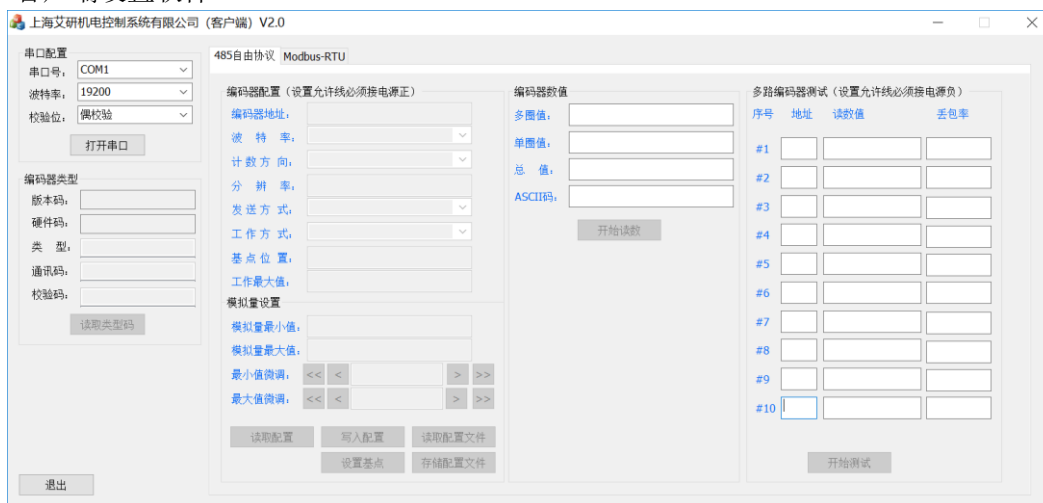 上海艾研机电控制系统有限公司（客户端）V2.0
串口配置
串口号：COM1
波特率：19200
校验位：偶校验
打开串口
编码器类型
版本码：
硬件码：
类 型：
通讯码：
校验码：
读取类型码
退出
485自由协议 Modbus-RTU
编码器配置（设置允许线必须接电源正）
编码器地址：
波 特 率：
计 数 方 向：
分 辨 率：
发 送 方 式：
工 作 方 式：
基 点 位 置：
工作最大值：
模拟量设置
模拟量最小值：
模拟量最大值：
最小值微调： << < > >>
最大值微调： << < > >>
读取配置 写入配置 读取配置文件
设置基点 存储配置文件
编码器数值
多圈值：
单圈值：
总 值：
ASCII码：
开始读数
多路编码器测试（设置允许线必须接电源负）
序号 地址 读数值 丢包率
#1
#2
#3
#4
#5
#6
#7
#8
#9
#10
开始测试